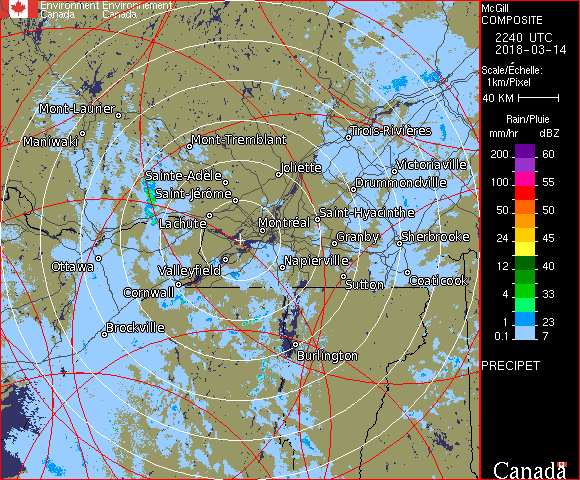 Environment Environnement
Canada Canada
McGill
COMPOSITE
2240 UTC
2018-03-14
Scale/Échelle:
1km/Pixel
40 KM
Rain/Pluie
mm/hr dBZ
200 60
150 55
100 55
50 50
24 45
12 40
4 33
1 23
0.1 7
PRECIPET
Canada
Mont-Laurier
Maniwaki
Mont-Tremblant
Trois-Rivières
Joliette
Victoriaville
Sainte-Adèle
Drummondville
Saint-Jérôme
Saint-Hyacinthe
Lachute
Montréal
Granby
Sherbrooke
Ottawa
Valleyfield
Napierville
Sutton
Coaticook
Cornwall
Brockville
Burlington